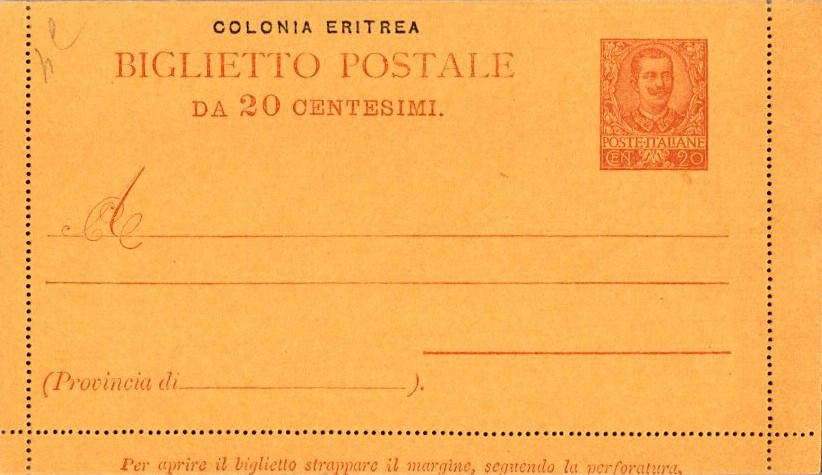 COLONIA ERITREA
BIGLIETTO POSTALE
DA 20 CENTESIMI.
POSTE·ITALIANE
CEN. 20
A
(Provincia di ).
Per aprire il biglietto strappare il margine, seguendo la perforatura.